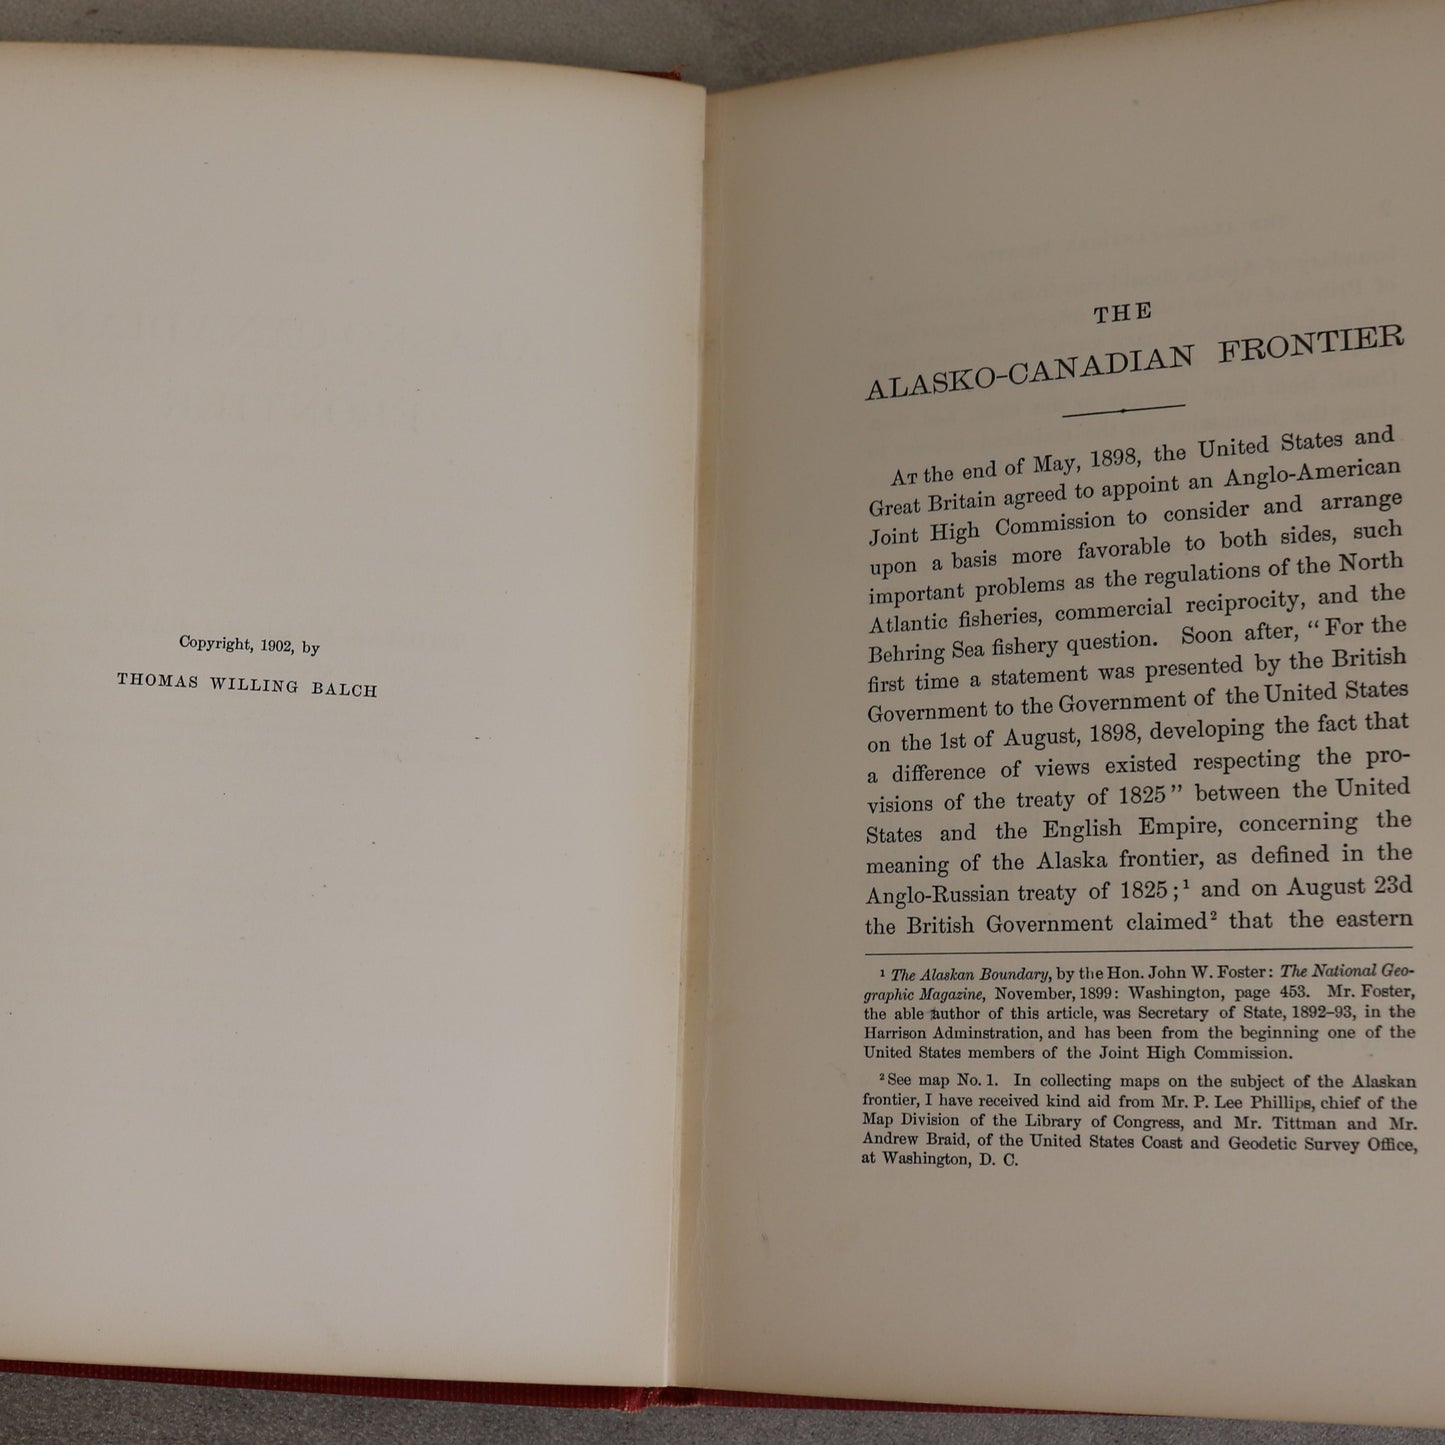 Copyright, 1902, by
THOMAS WILLING BALCH
THE
ALASKO-CANADIAN FRONTIER
AT the end of May, 1898, the United States and
Great Britain agreed to appoint an Anglo-American
Joint High Commission to consider and arrange
upon a basis more favorable to both sides, such
important problems as the regulations of the North
Atlantic fisheries, commercial reciprocity, and the
Behring Sea fishery question. Soon after, “For the
first time a statement was presented by the British
Government to the Government of the United States
on the 1st of August, 1898, developing the fact that
a difference of views existed respecting the pro-
visions of the treaty of 1825” between the United
States and the English Empire, concerning the
meaning of the Alaska frontier, as defined in the
Anglo-Russian treaty of 1825;¹ and on August 23d
the British Government claimed² that the eastern
¹ The Alaskan Boundary, by the Hon. John W. Foster: The National Geo-
graphic Magazine, November, 1899: Washington, page 453. Mr. Foster,
the able author of this article, was Secretary of State, 1892–93, in the
Harrison Adminstration, and has been from the beginning one of the
United States members of the Joint High Commission.
² See map No. 1. In collecting maps on the subject of the Alaskan
frontier, I have received kind aid from Mr. P. Lee Phillips, chief of the
Map Division of the Library of Congress, and Mr. Tittman and Mr.
Andrew Braid, of the United States Coast and Geodetic Survey Office,
at Washington, D. C.